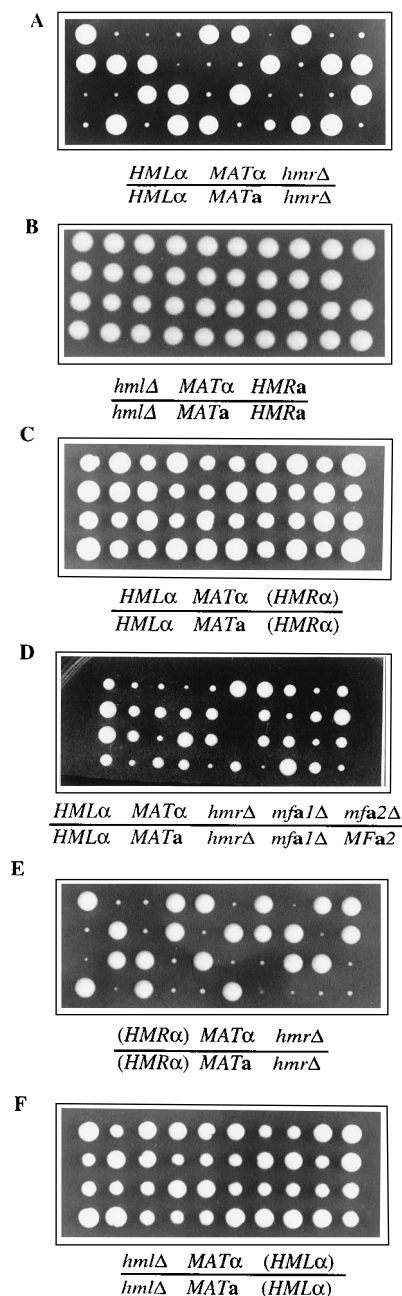 A
HMLα MATα hmrΔ
HMLα MATa hmrΔ
B
hmlΔ MATα HMRa
hmlΔ MATa HMRa
C
HMLα MATα (HMRα)
HMLα MATa (HMRα)
D
HMLα MATα hmrΔ mfa1Δ mfa2Δ
HMLα MATa hmrΔ mfa1Δ MFa2
E
(HMRα) MATα hmrΔ
(HMRα) MATa hmrΔ
F
hmlΔ MATα (HMLα)
hmlΔ MATa (HMLα)